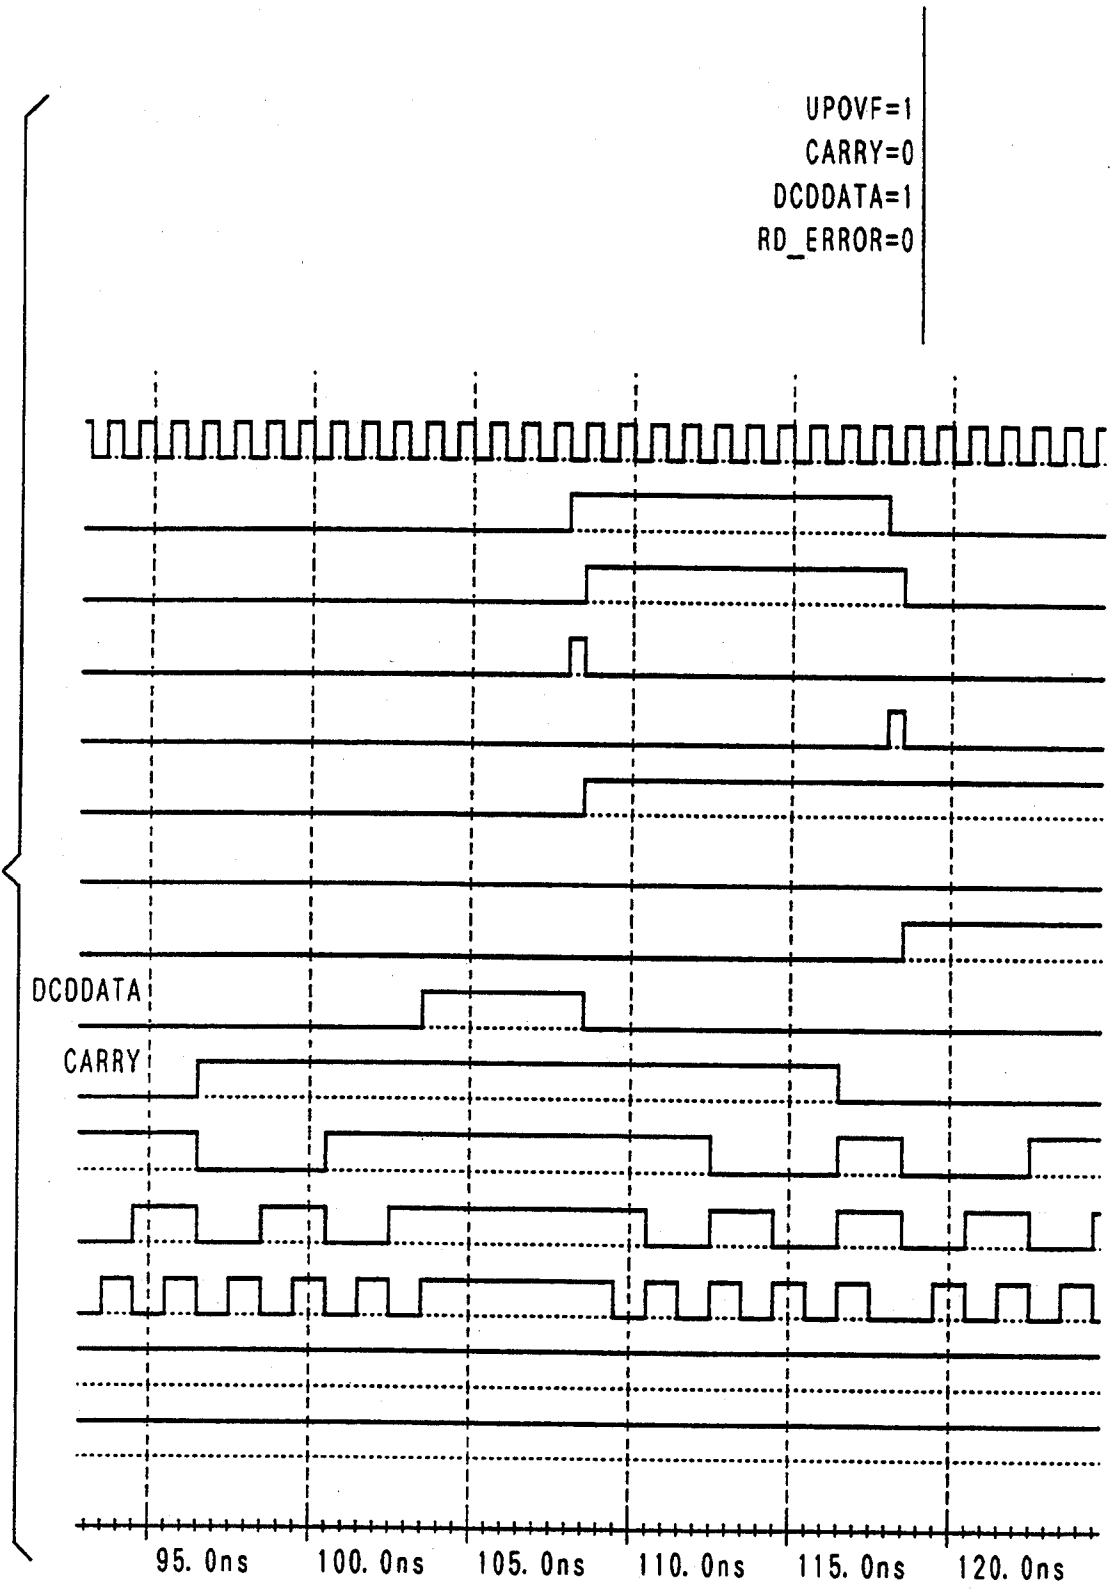 UPOVF=1
CARRY=0
DCDDATA=1
RD_ERROR=0
DCDDATA
CARRY
95. 0ns 100. 0ns 105. 0ns 110. 0ns 115. 0ns 120. 0ns